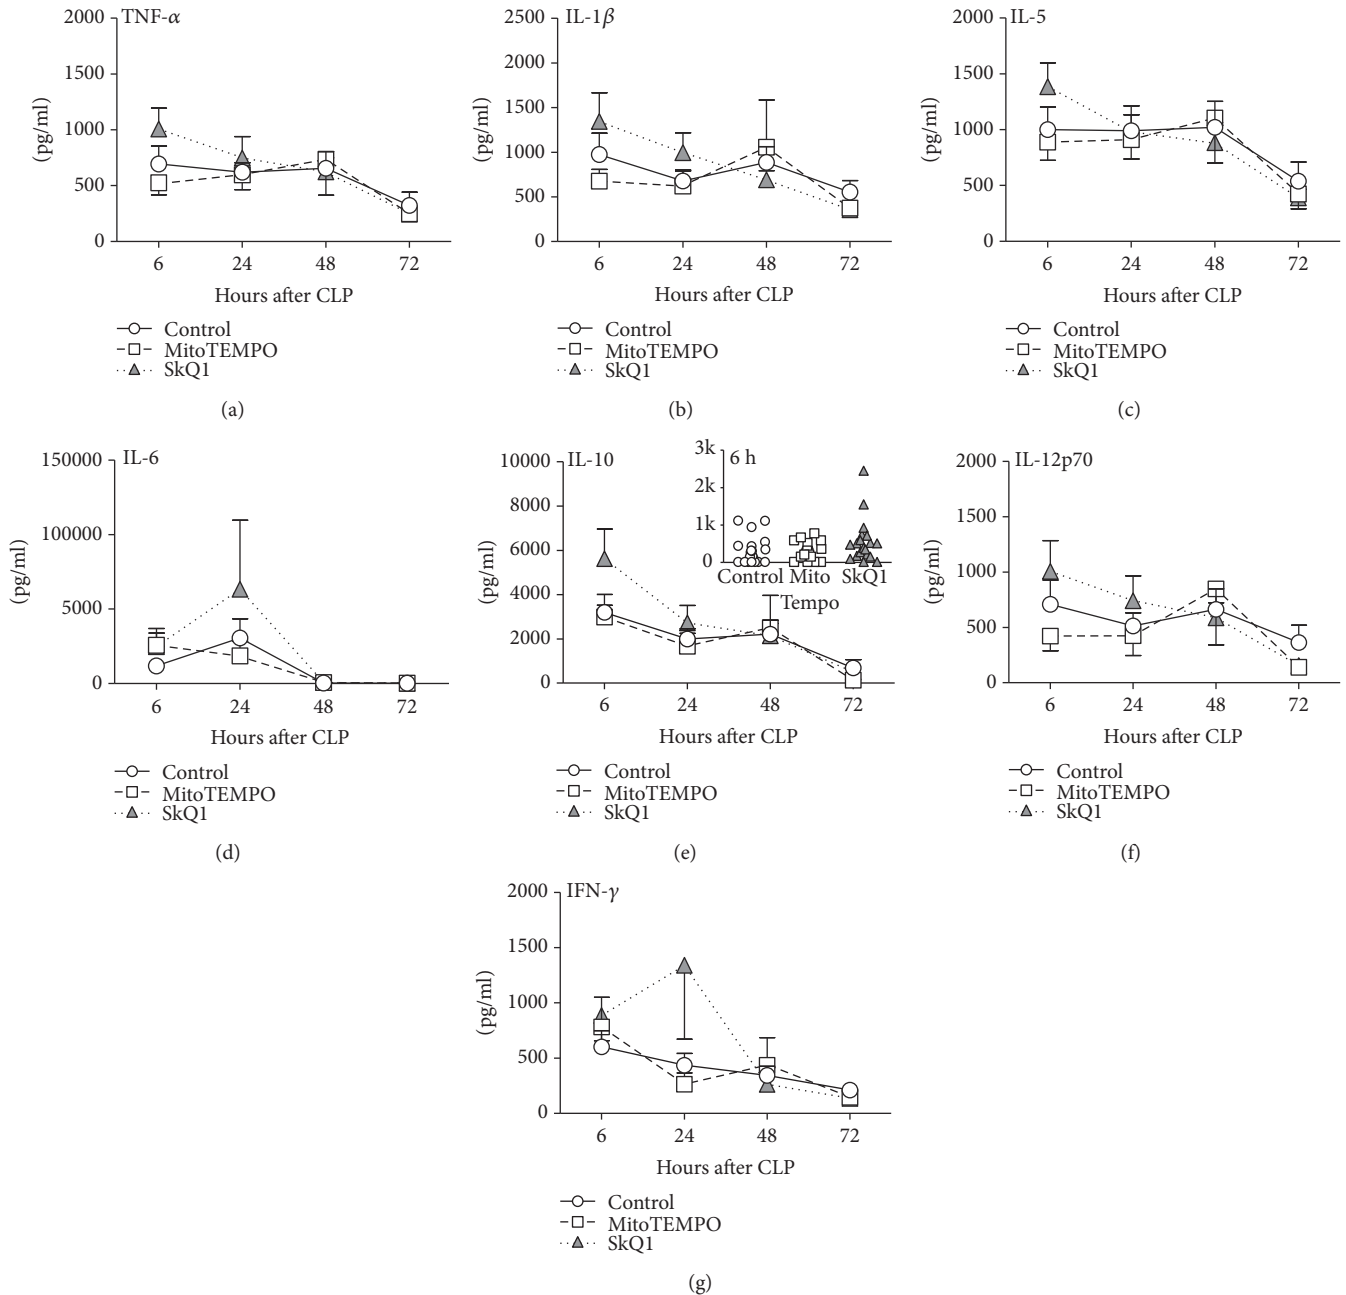 TNF-α
(pg/ml)
2000
1500
1000
500
0
6 24 48 72
Hours after CLP
Control
MitoTEMPO
SkQ1
(a)
IL-1β
(pg/ml)
2500
2000
1500
1000
500
0
6 24 48 72
Hours after CLP
Control
MitoTEMPO
SkQ1
(b)
IL-5
(pg/ml)
2000
1500
1000
500
0
6 24 48 72
Hours after CLP
Control
MitoTEMPO
SkQ1
(c)
IL-6
(pg/ml)
150000
100000
50000
0
6 24 48 72
Hours after CLP
Control
MitoTEMPO
SkQ1
(d)
IL-10
(pg/ml)
10000
8000
6000
4000
2000
0
6 24 48 72
Hours after CLP
6 h
3k
2k
1k
0
Control Mito SkQ1
Tempo
Control
MitoTEMPO
SkQ1
(e)
IL-12p70
(pg/ml)
2000
1500
1000
500
0
6 24 48 72
Hours after CLP
Control
MitoTEMPO
SkQ1
(f)
IFN-γ
(pg/ml)
2000
1500
1000
500
0
6 24 48 72
Hours after CLP
Control
MitoTEMPO
SkQ1
(g)